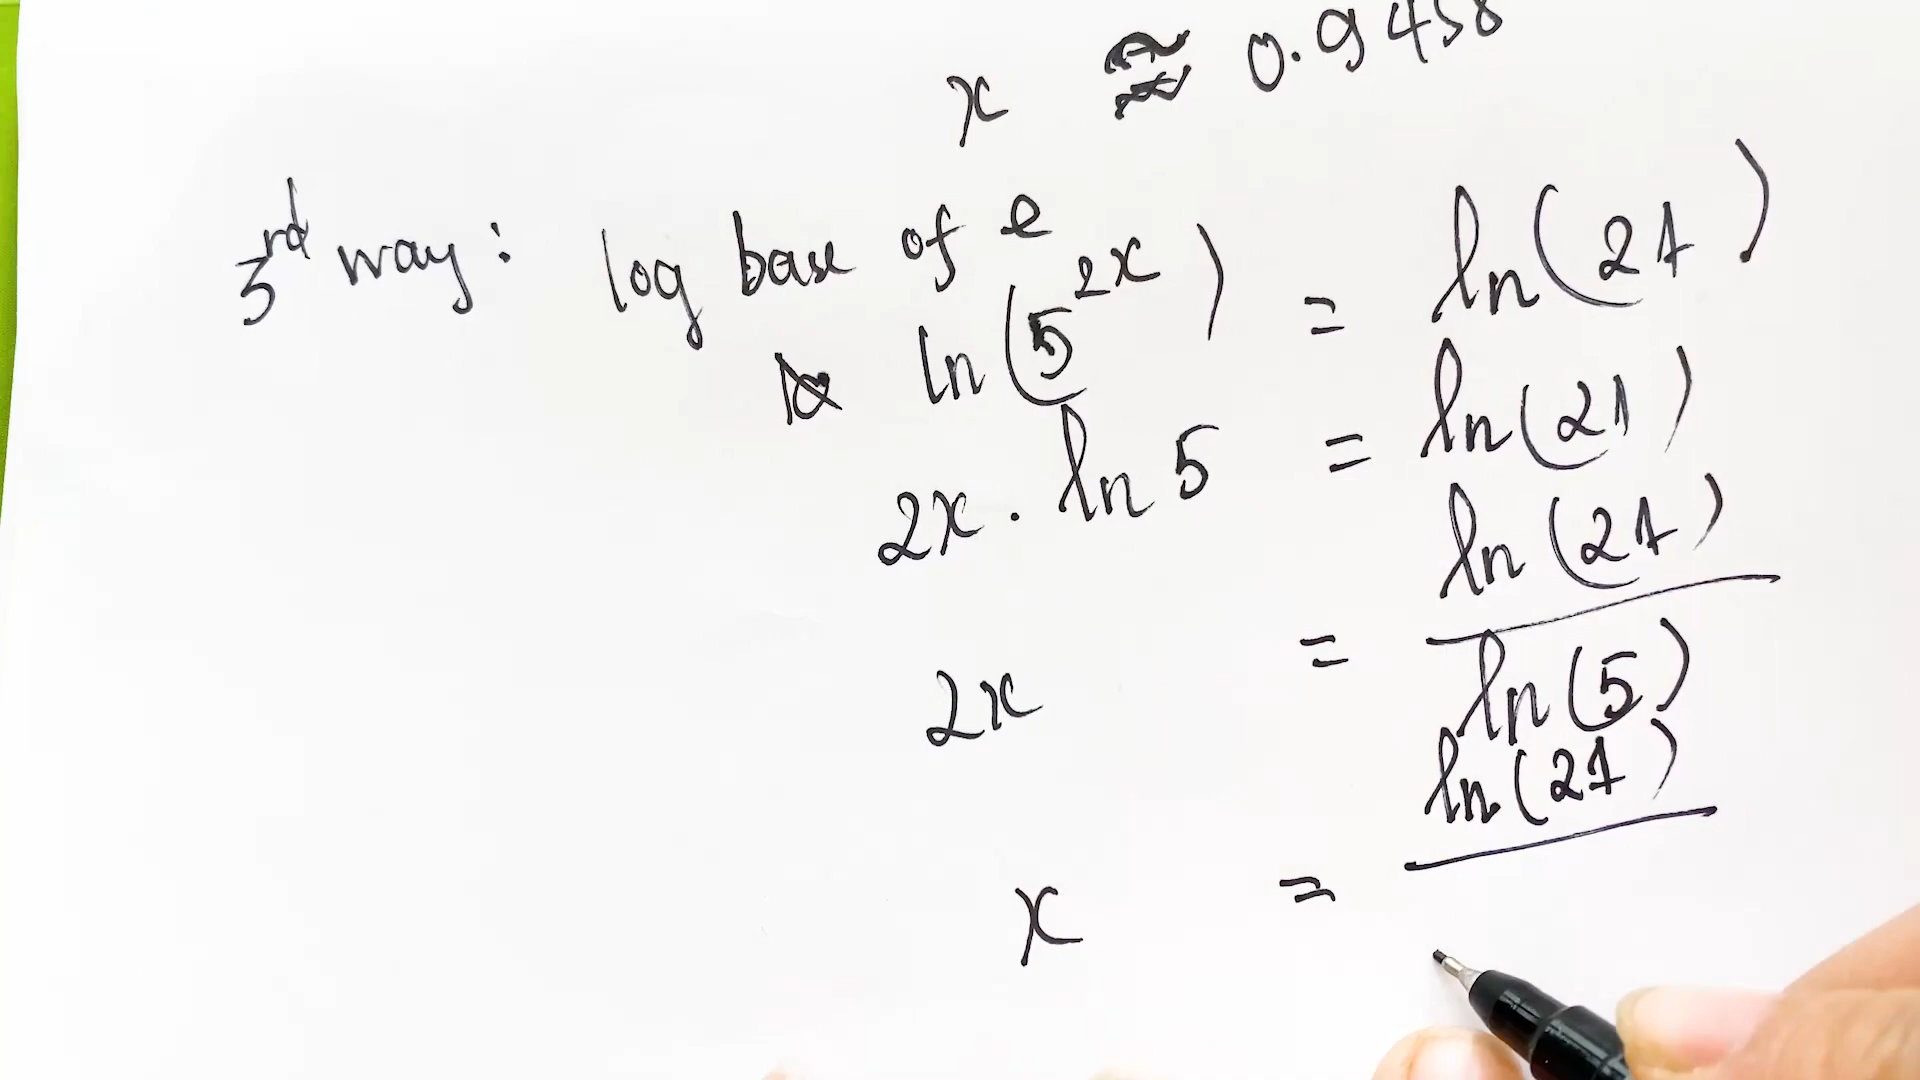 x ≈ 0.9458
3rd way: log base of e
ln(5^2x) = ln(21)
2x . ln 5 = ln(21)
2x = ln(21) / ln(5)
x = ln(21)